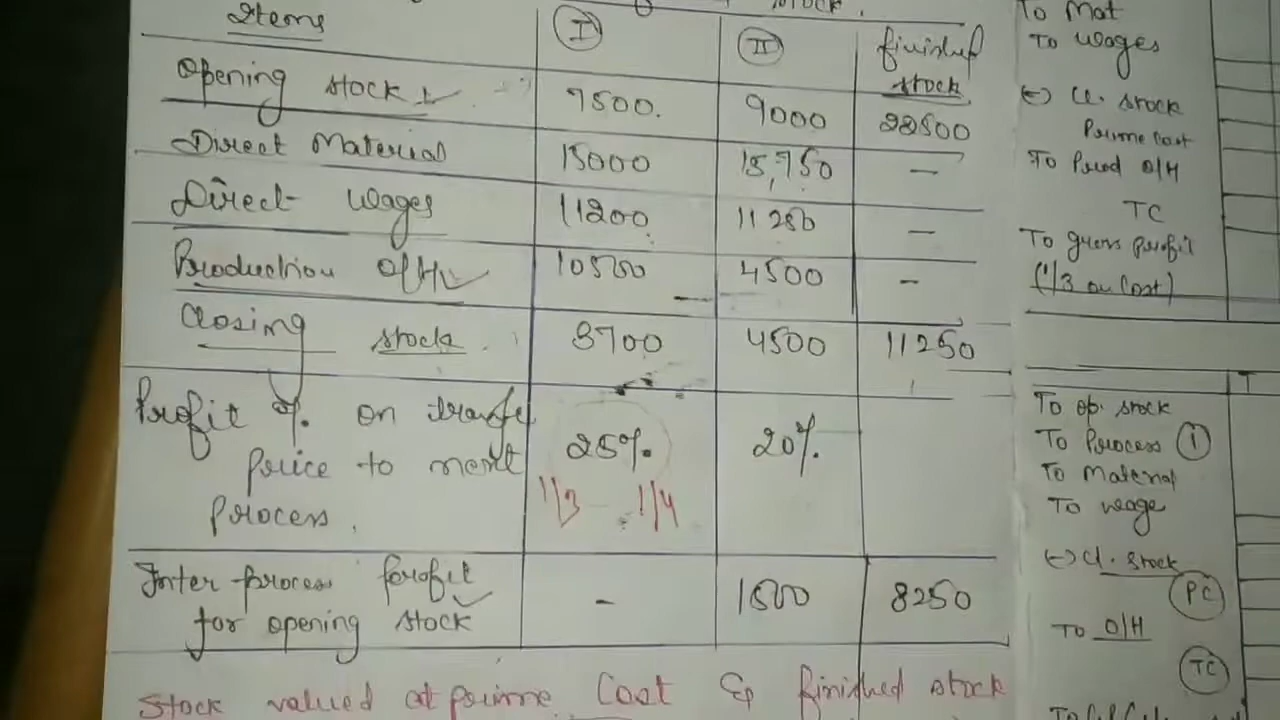 stock.
Items I II finished stock
Opening stock 7500. 9000 22500
Direct Material 15000 15,750 —
Direct Wages 11200 11250 —
Production O/H 10500 4500 -
Closing stock. 3700 4500 11250
Profit % on transfer
price to next
process.
25% 20%
1/3 1/4
Inter process profit
for opening stock
- 1500 8250
Stock valued at prime Cost & finished stock
To Mat
To wages
(-) Cl. stock
Prime Cost
To Prod O/H
TC
To gross profit
(1/3 on Cost)
To op. stock
To Process I
To Material
To wage
(-) Cl. stock
PC
To O/H
TC